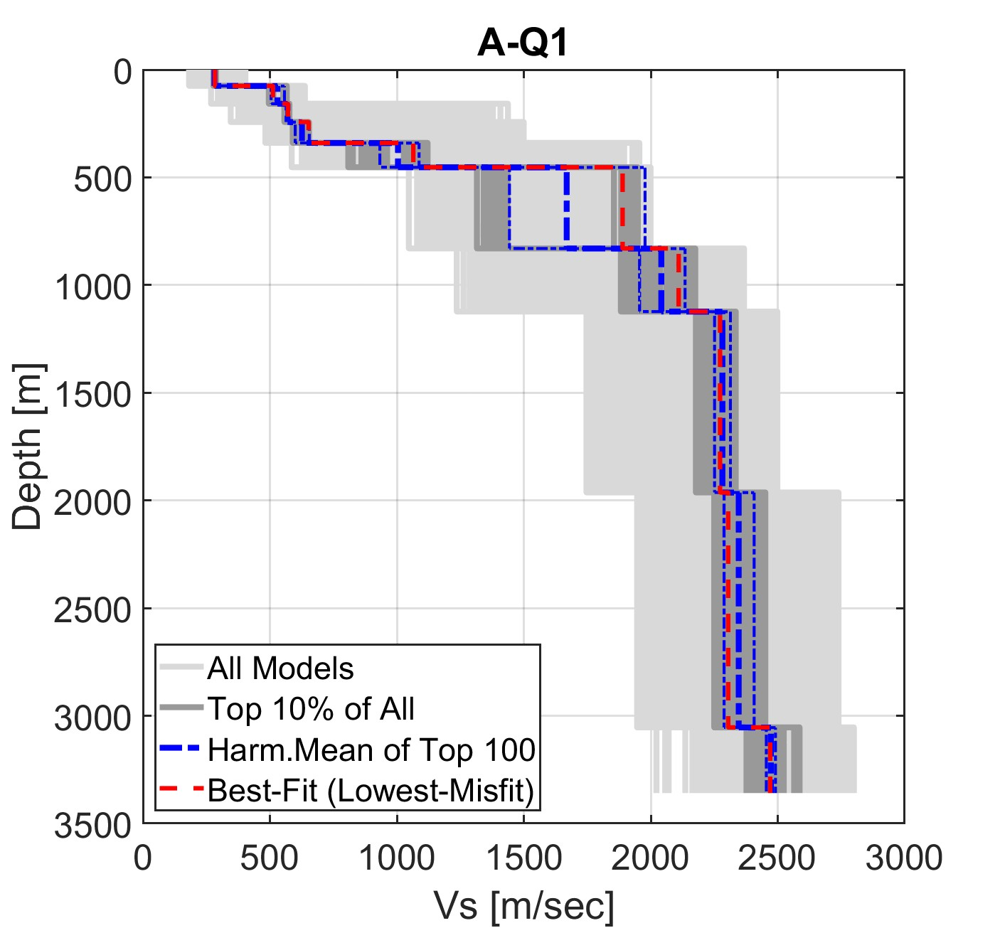 A-Q1
0
500
1000
1500
2000
2500
3000
3500
Depth [m]
All Models
Top 10% of All
Harm.Mean of Top 100
Best-Fit (Lowest-Misfit)
0 500 1000 1500 2000 2500 3000
Vs [m/sec]